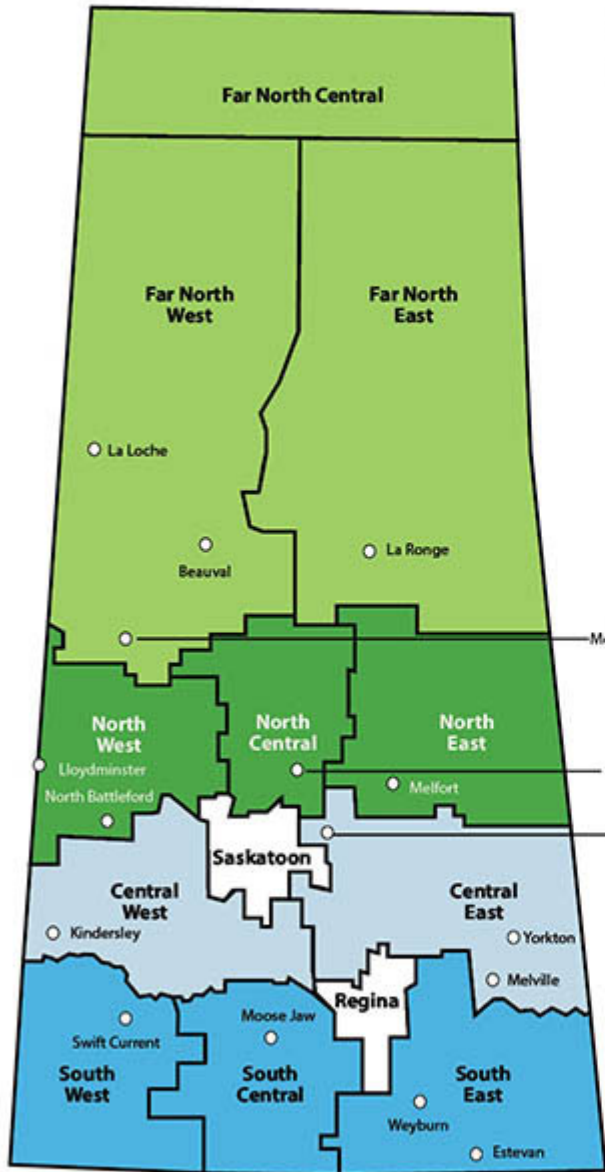 Far North Central
Far North
West
Far North
East
La Loche
Beauval
La Ronge
North
West
North
Central
North
East
Lloydminster
North Battleford
Melfort
Saskatoon
Central
West
Central
East
Kindersley
Yorkton
Melville
Regina
Moose Jaw
Swift Current
South
West
South
Central
South
East
Weyburn
Estevan